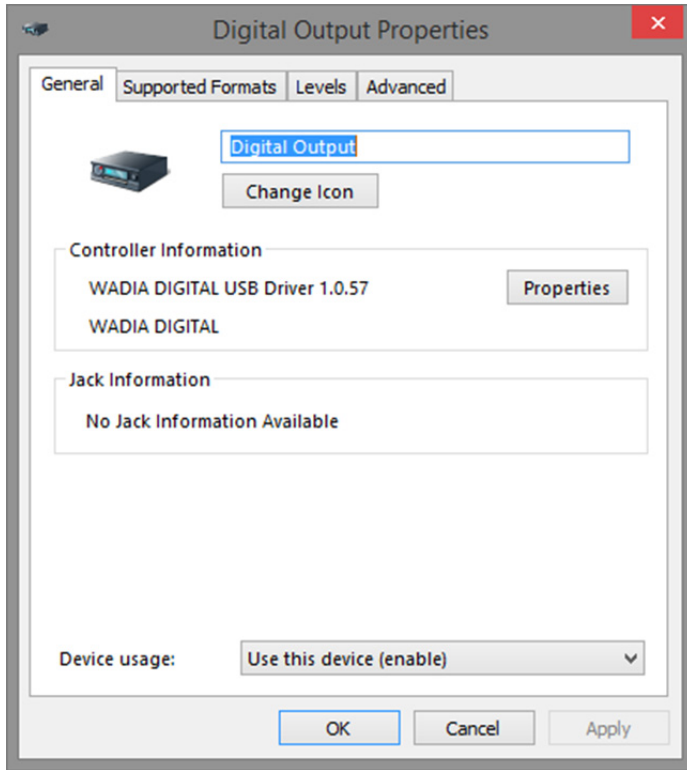 Digital Output Properties
General Supported Formats Levels Advanced
Digital Output
Change Icon
Controller Information
WADIA DIGITAL USB Driver 1.0.57 Properties
WADIA DIGITAL
Jack Information
No Jack Information Available
Device usage: Use this device (enable)
OK Cancel Apply